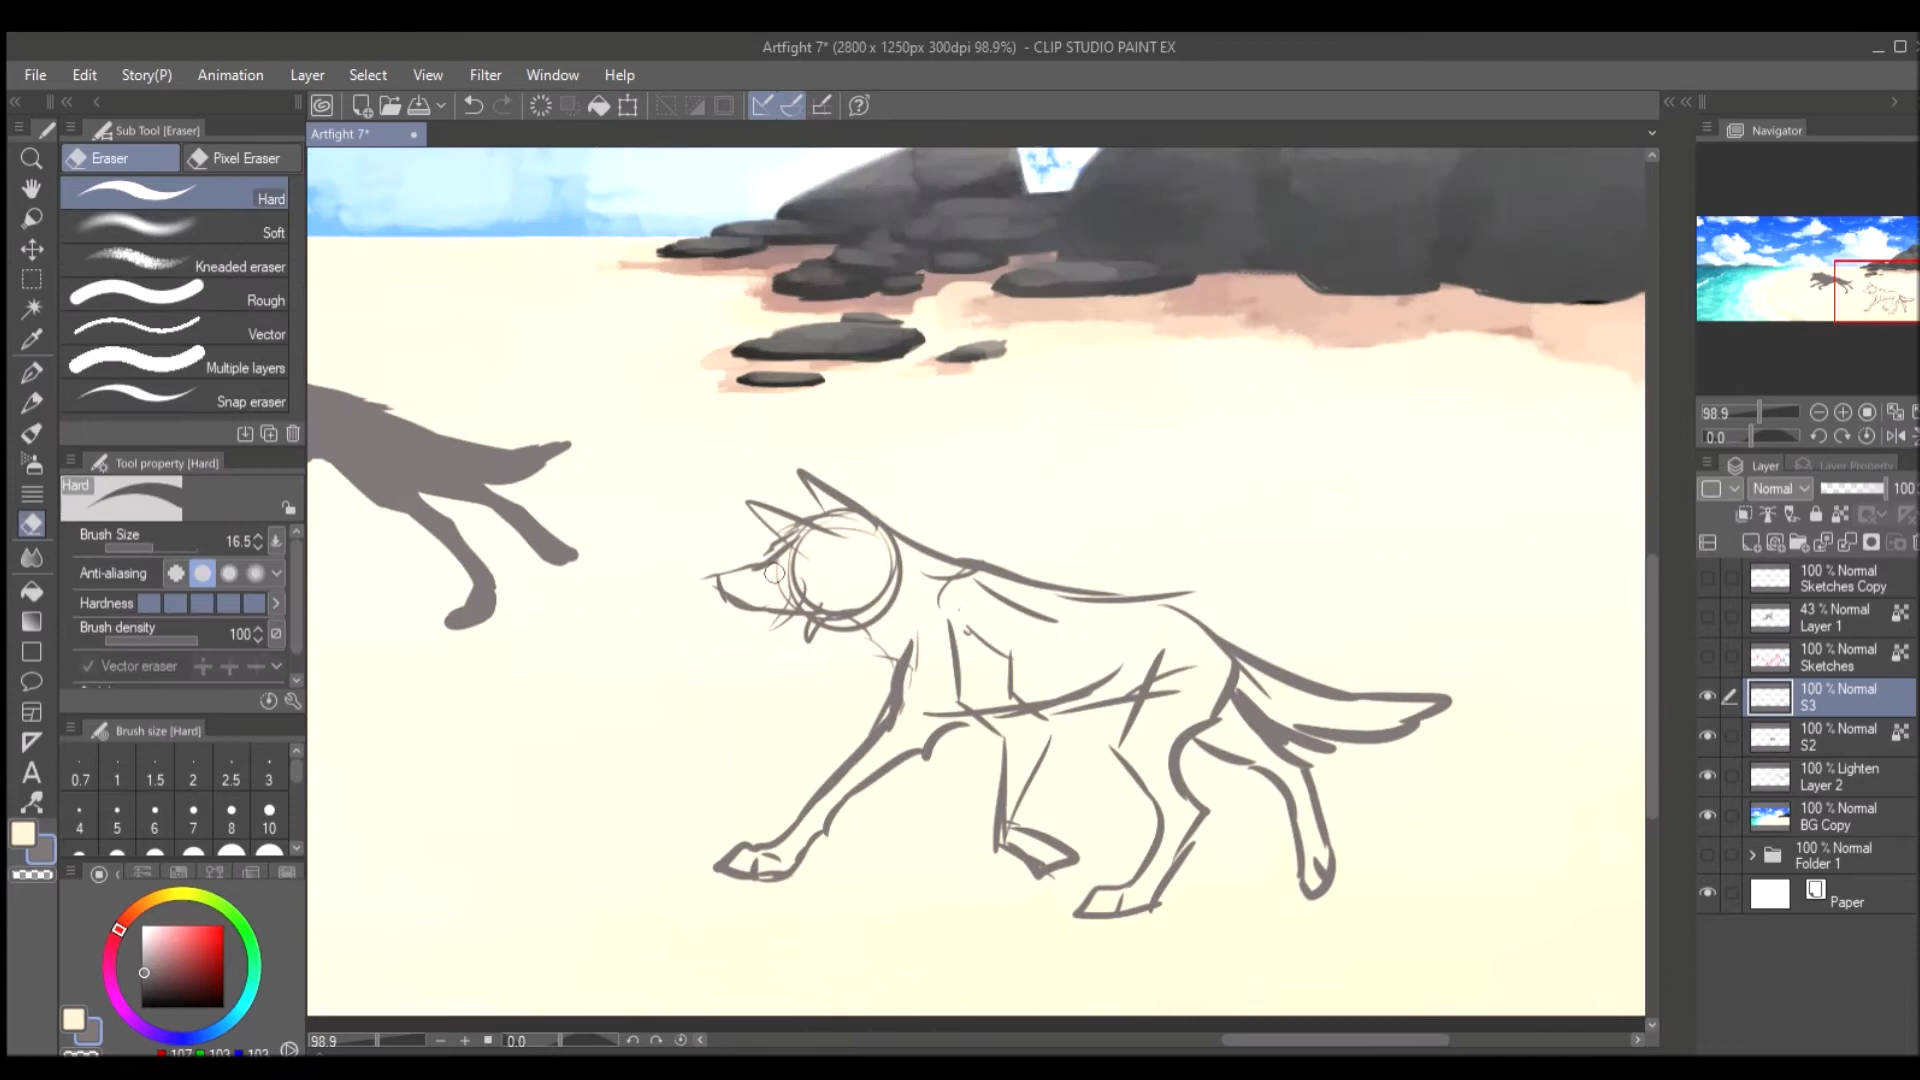 Artfight 7* (2800 x 1250px 300dpi 98.9%) - CLIP STUDIO PAINT EX
File Edit Story(P) Animation Layer Select View Filter Window Help
Sub Tool [Eraser]
Artfight 7*
Navigator
Eraser Pixel Eraser
Hard
Soft
Kneaded eraser
Rough
Vector
Multiple layers
Snap eraser
Tool property [Hard]
Hard
Brush Size 16.5
Anti-aliasing
Hardness
Brush density 100
Vector eraser
Brush size [Hard]
0.7 1 1.5 2 2.5 3
4 5 6 7 8 10
98.9 0.0
98.9
0.0
Layer Layer Property
Normal 100
100 % Normal
Sketches Copy
43 % Normal
Layer 1
100 % Normal
Sketches
100 % Normal
S3
100 % Normal
S2
100 % Lighten
Layer 2
100 % Normal
BG Copy
100 % Normal
Folder 1
Paper